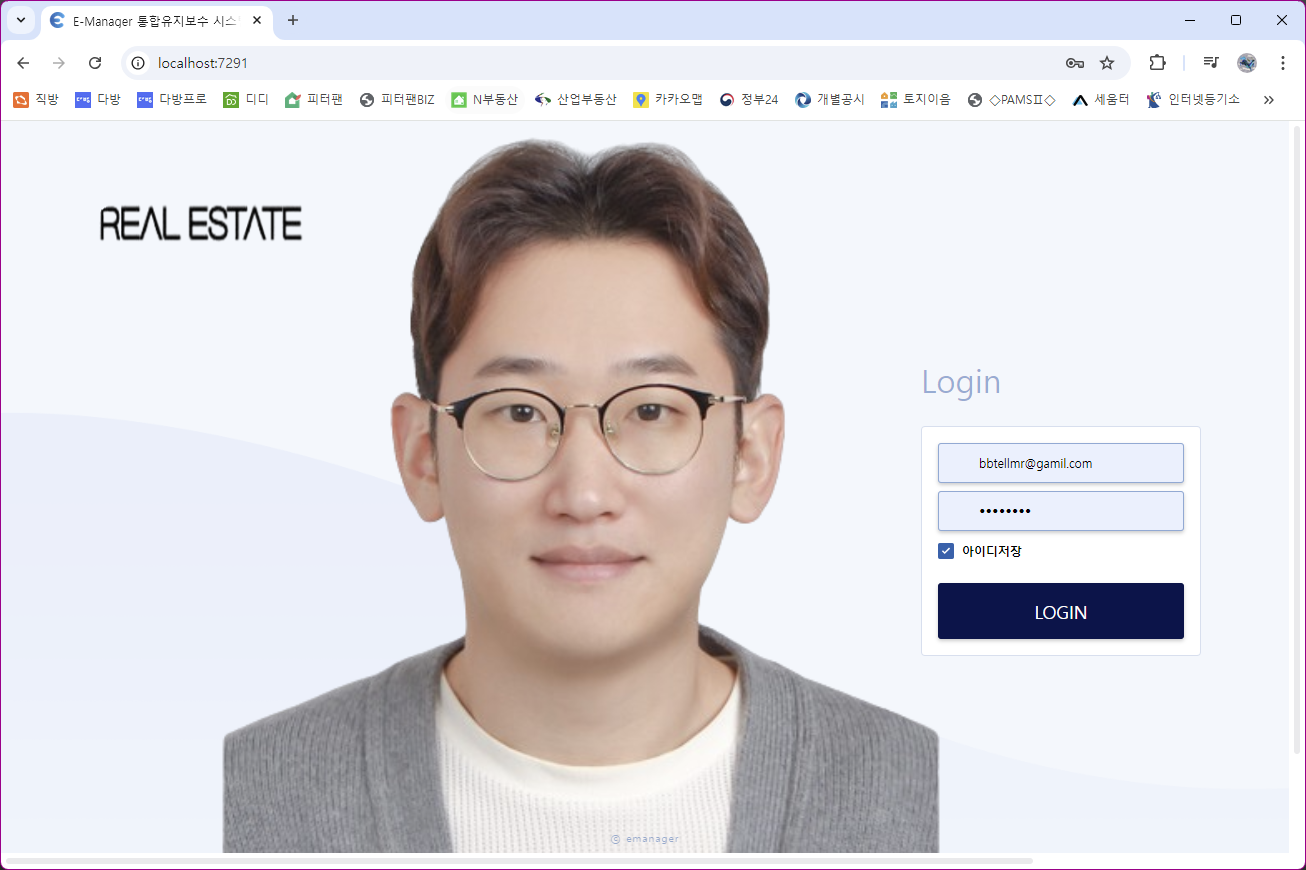 E-Manager 통합유지보수 시스
localhost:7291
직방 다방 다방프로 디디 피터팬 피터팬BIZ N부동산 산업부동산 카카오맵 정부24 개별공시 토지이음 ◇PAMSⅡ◇ 세움터 인터넷등기소
REAL ESTATE
Login
bbtellmr@gamil.com
••••••••
아이디저장
LOGIN
© emanager